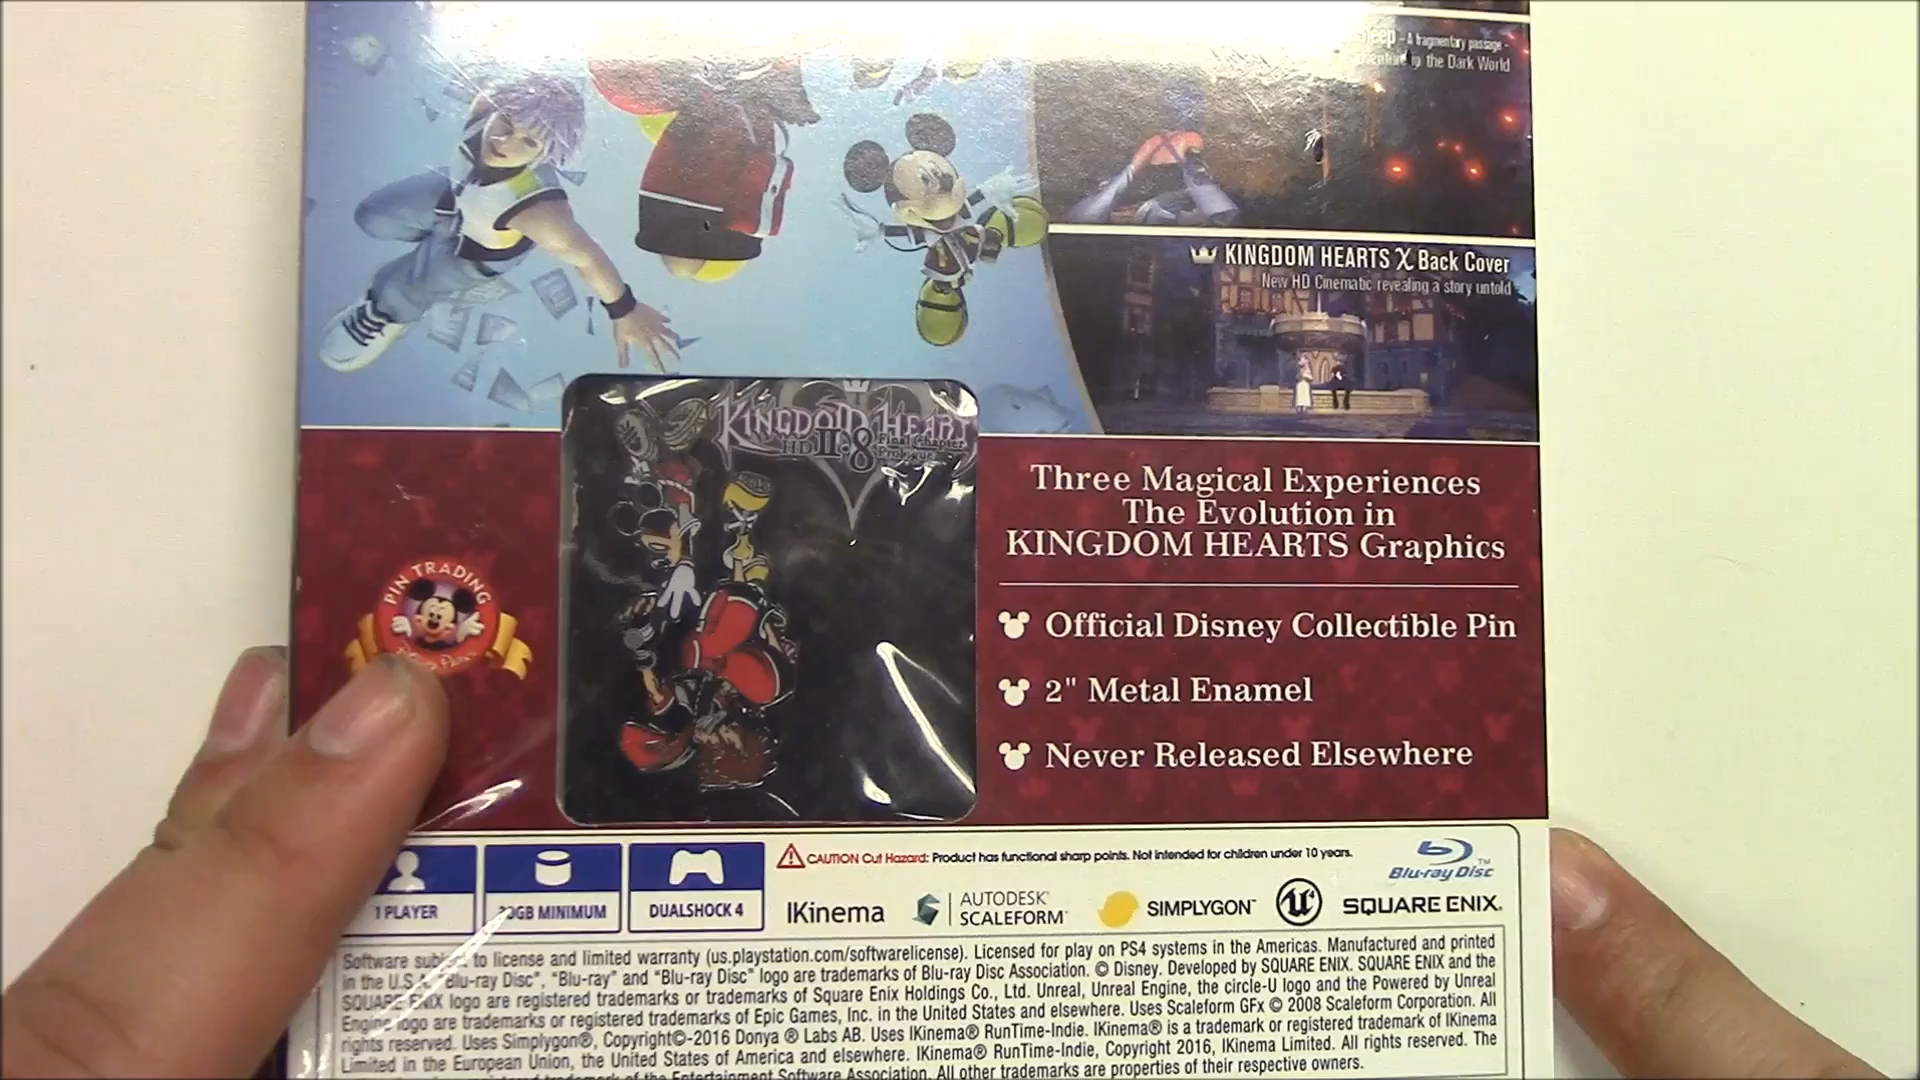 - A fragmentary passage -
in the Dark World
KINGDOM HEARTS χ Back Cover
New HD Cinematic revealing a story untold
KINGDOM HEART
HD II.8 Final Chapter
Prologue
Three Magical Experiences
The Evolution in
KINGDOM HEARTS Graphics
PIN TRADING
Official Disney Collectible Pin
2" Metal Enamel
Never Released Elsewhere
CAUTION Cut Hazard: Product has functional sharp points. Not intended for children under 10 years.
Blu-ray Disc™
1 PLAYER
GB MINIMUM
DUALSHOCK 4
IKinema
AUTODESK®
SCALEFORM®
SIMPLYGON™
SQUARE ENIX.
Software subject to license and limited warranty (us.playstation.com/softwarelicense). Licensed for play on PS4 systems in the Americas. Manufactured and printed
in the U.S.A. "Blu-ray Disc", "Blu-ray" and "Blu-ray Disc" logo are trademarks of Blu-ray Disc Association. © Disney. Developed by SQUARE ENIX. SQUARE ENIX and the
SQUARE ENIX logo are registered trademarks or trademarks of Square Enix Holdings Co., Ltd. Unreal, Unreal Engine, the circle-U logo and the Powered by Unreal
Engine logo are trademarks or registered trademarks of Epic Games, Inc. in the United States and elsewhere. Uses Scaleform GFx © 2008 Scaleform Corporation. All
rights reserved. Uses Simplygon®, Copyright©-2016 Donya ® Labs AB. Uses IKinema® RunTime-Indie. IKinema® is a trademark or registered trademark of IKinema
Limited in the European Union, the United States of America and elsewhere. IKinema® RunTime-Indie, Copyright 2016, IKinema Limited. All rights reserved. The
of the Entertainment Software Association. All other trademarks are properties of their respective owners.